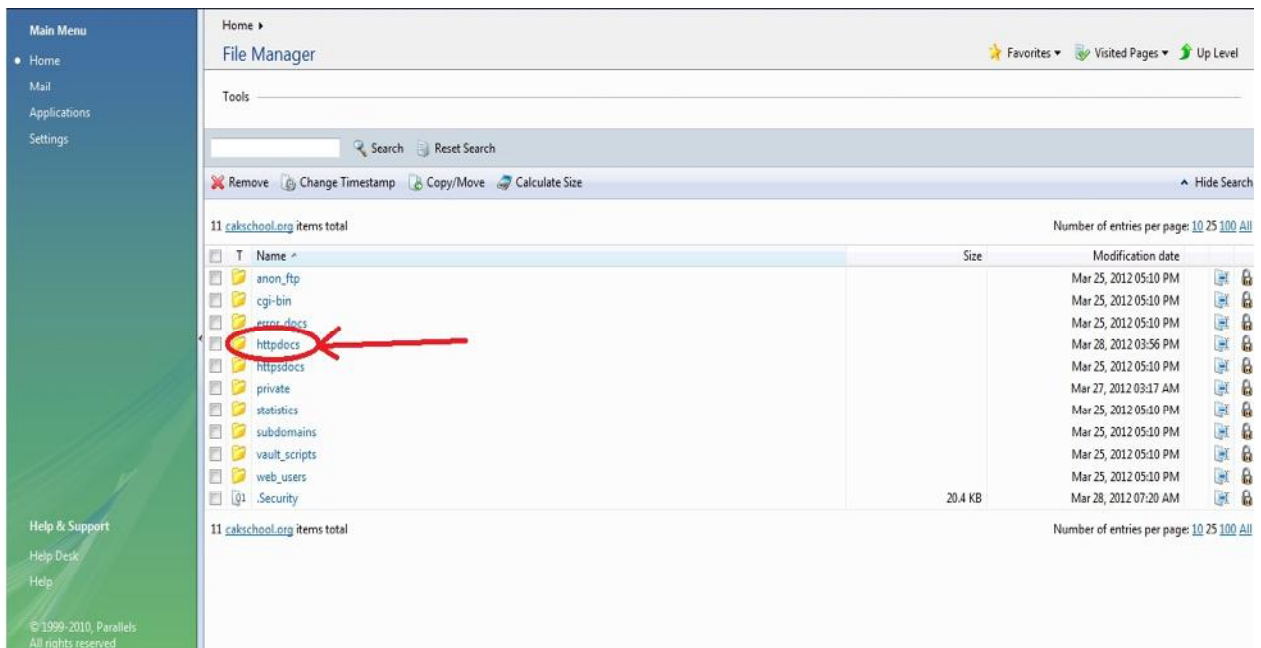 Main Menu
Home
Mail
Applications
Settings
Home
File Manager
Favorites Visited Pages Up Level
Tools
Search Reset Search
Remove Change Timestamp Copy/Move Calculate Size Hide Search
11 cakschool.org items total Number of entries per page: 10 25 100 All
T Name Size Modification date
anon_ftp Mar 25, 2012 05:10 PM
cgi-bin Mar 25, 2012 05:10 PM
error_docs Mar 25, 2012 05:10 PM
httpdocs Mar 28, 2012 03:56 PM
httpsdocs Mar 25, 2012 05:10 PM
private Mar 27, 2012 03:17 AM
statistics Mar 25, 2012 05:10 PM
subdomains Mar 25, 2012 05:10 PM
vault_scripts Mar 25, 2012 05:10 PM
web_users Mar 25, 2012 05:10 PM
.Security 20.4 KB Mar 28, 2012 07:20 AM
11 cakschool.org items total Number of entries per page: 10 25 100 All
Help & Support
Help Desk
Help
© 1999-2010, Parallels
All rights reserved